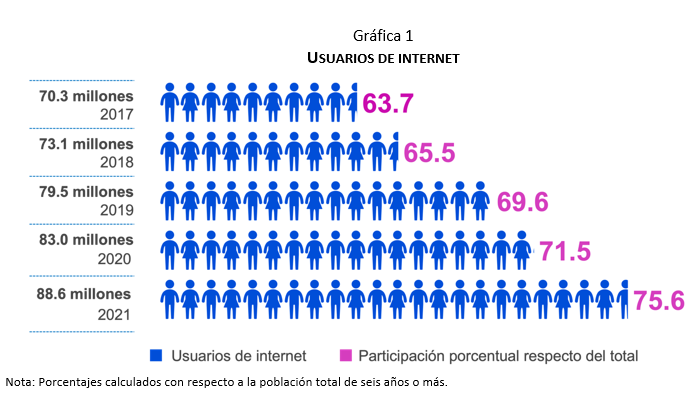 Gráfica 1
USUARIOS DE INTERNET
70.3 millones
2017
63.7
73.1 millones
2018
65.5
79.5 millones
2019
69.6
83.0 millones
2020
71.5
88.6 millones
2021
75.6
Usuarios de internet
Participación porcentual respecto del total
Nota: Porcentajes calculados con respecto a la población total de seis años o más.